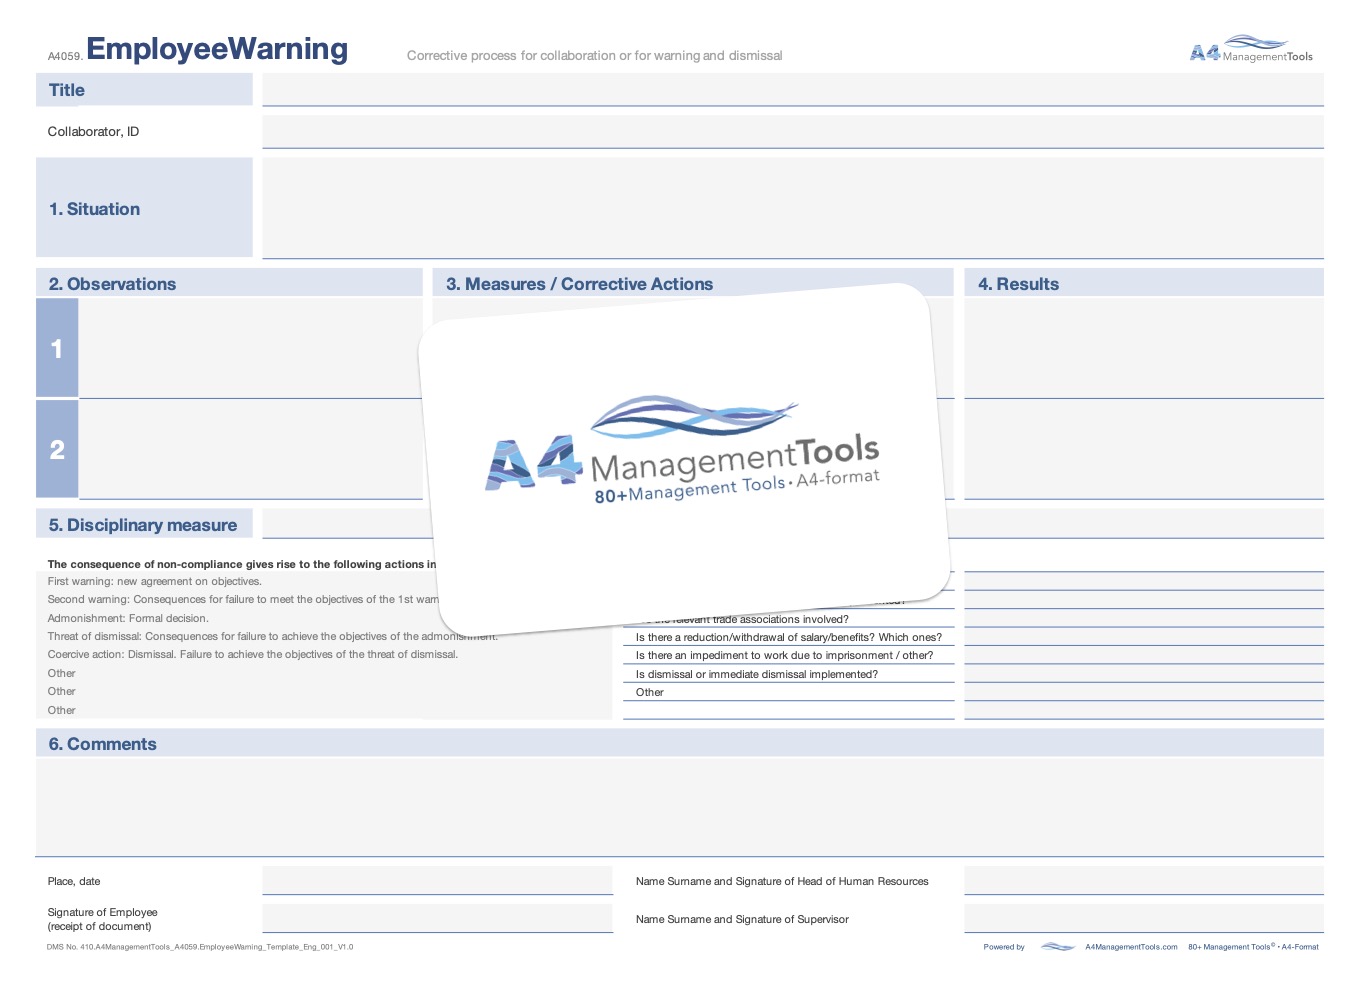 A4059. EmployeeWarning
Corrective process for collaboration or for warning and dismissal
A4 ManagementTools
Title
Collaborator, ID
1. Situation
2. Observations
3. Measures / Corrective Actions
4. Results
1
2
A4 ManagementTools
80+Management Tools • A4-format
5. Disciplinary measure
The consequence of non-compliance gives rise to the following actions in
First warning: new agreement on objectives.
Second warning: Consequences for failure to meet the objectives of the 1st warn
Admonishment: Formal decision.
Threat of dismissal: Consequences for failure to achieve the objectives of the admonishment.
Coercive action: Dismissal. Failure to achieve the objectives of the threat of dismissal.
Other
Other
Other
the relevant trade associations involved?
Is there a reduction/withdrawal of salary/benefits? Which ones?
Is there an impediment to work due to imprisonment / other?
Is dismissal or immediate dismissal implemented?
Other
6. Comments
Place, date
Name Surname and Signature of Head of Human Resources
Signature of Employee
(receipt of document)
Name Surname and Signature of Supervisor
DMS No. 410.A4ManagementTools_A4059.EmployeeWarning_Template_Eng_001_V1.0
Powered by
A4ManagementTools.com
80+ Management Tools© • A4-Format